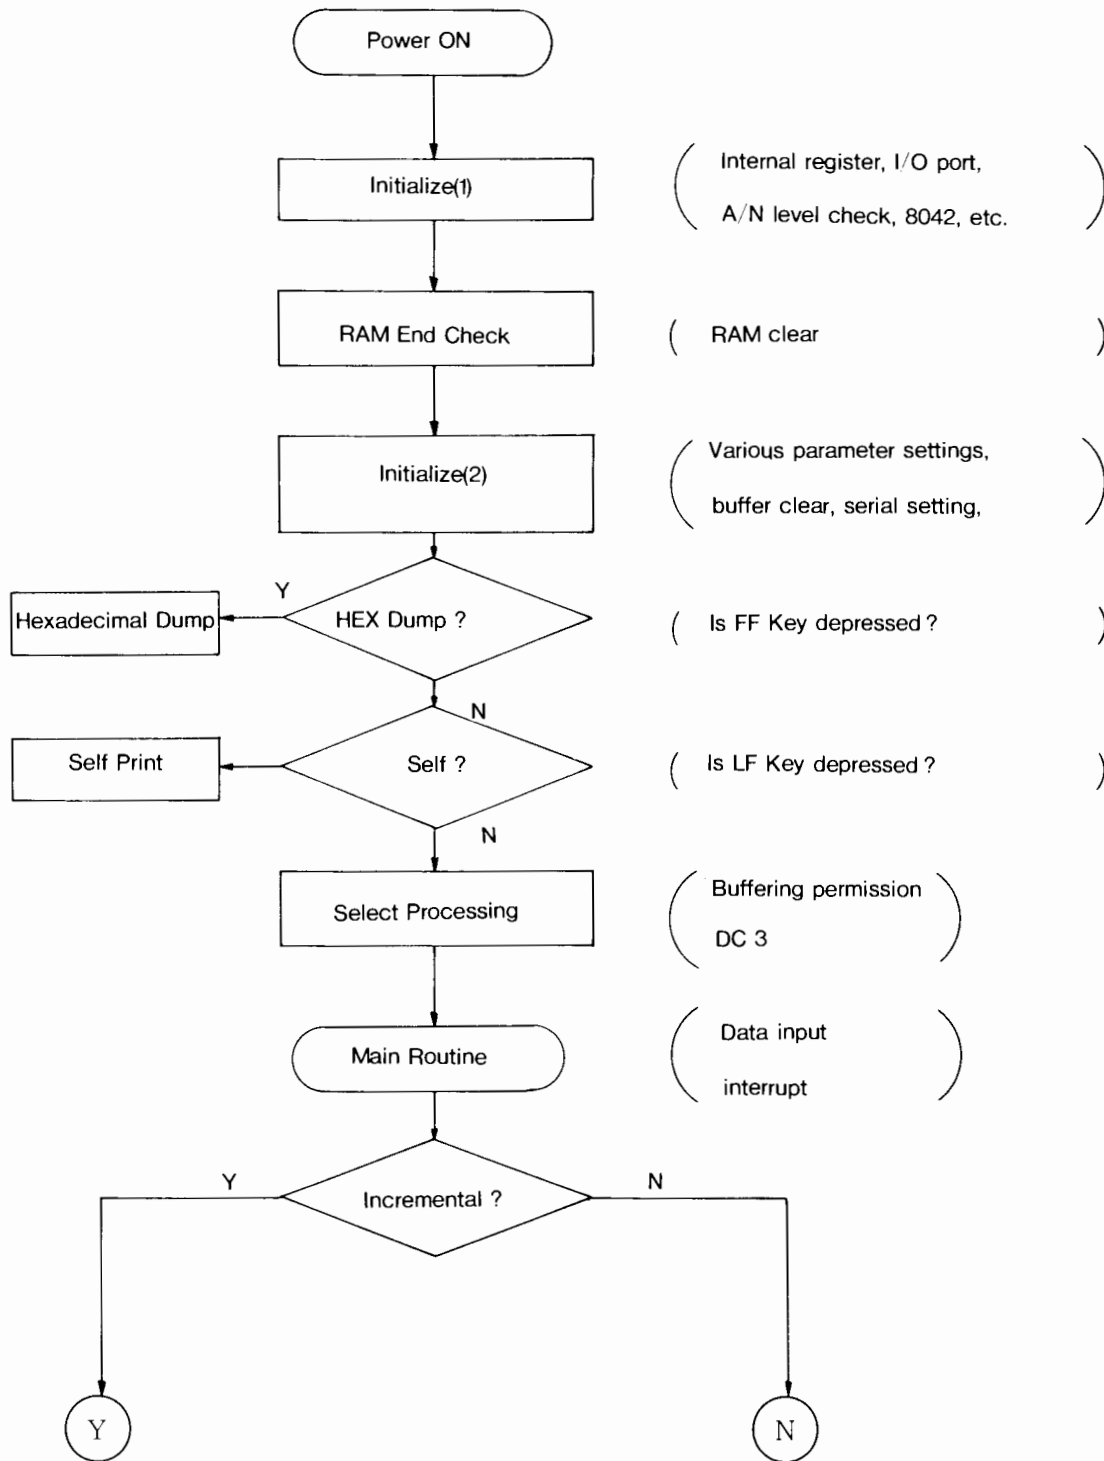 Power ON
Initialize(1)
Internal register, I/O port,
A/N level check, 8042, etc.
RAM End Check
RAM clear
Initialize(2)
Various parameter settings,
buffer clear, serial setting,
Y
Hexadecimal Dump
HEX Dump ?
Is FF Key depressed ?
N
Self Print
Self ?
Is LF Key depressed ?
N
Select Processing
Buffering permission
DC 3
Main Routine
Data input
interrupt
Y
Incremental ?
N
Y
N